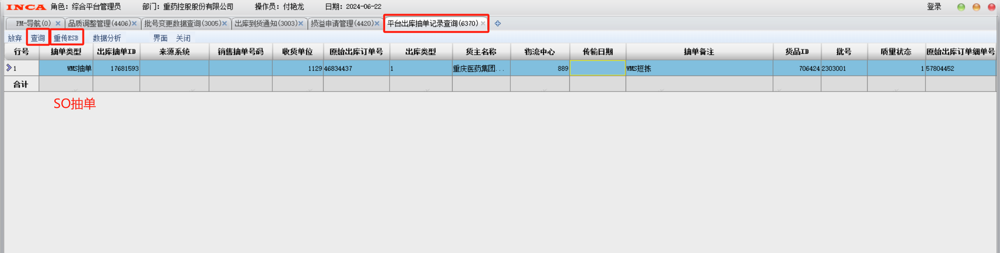 INCA 角色：综合平台管理员 部门：重药控股股份有限公司 操作员：付艳龙 日期：2024-06-22 登录
PM-导航(0) 品质调整管理(4406) 批号变更数据查询(3005) 出库到货通知(3003) 损溢申请管理(4420) 平台出库抽单记录查询(6370)
放弃 查询 重传ESB 数据分析 界面 关闭
行号 抽单类型 出库抽单ID 来源系统 销售抽单号码 收货单位 原始出库订单号 出库类型 货主名称 物流中心 传输日期 抽单备注 货品ID 批号 质量状态 原始出库订单细单号
1 WMS抽单 17681593 1129 46834437 1 重庆医药集团... 889 WMS短拣 706424 2303001 1 57804452
合计
SO抽单